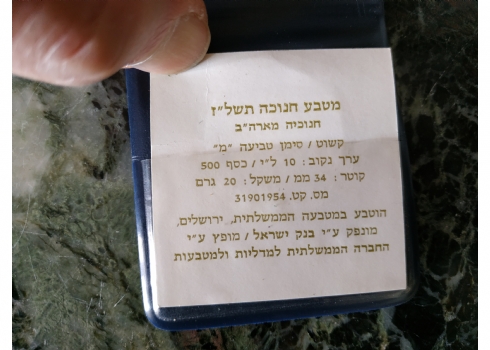 מטבע חנוכה תשל"ז
חנוכיה מארה"ב
קשוט / סימן טביעה "מ"
ערך נקוב: 10 ל"י / כסף 500
קוטר: 34 ממ / משקל: 20 גרם
מס. קט. 31901954
הוטבע במטבעה הממשלתית, ירושלים,
מונפק ע"י בנק ישראל / מופץ ע"י
החברה הממשלתית למדליות ולמטבעות